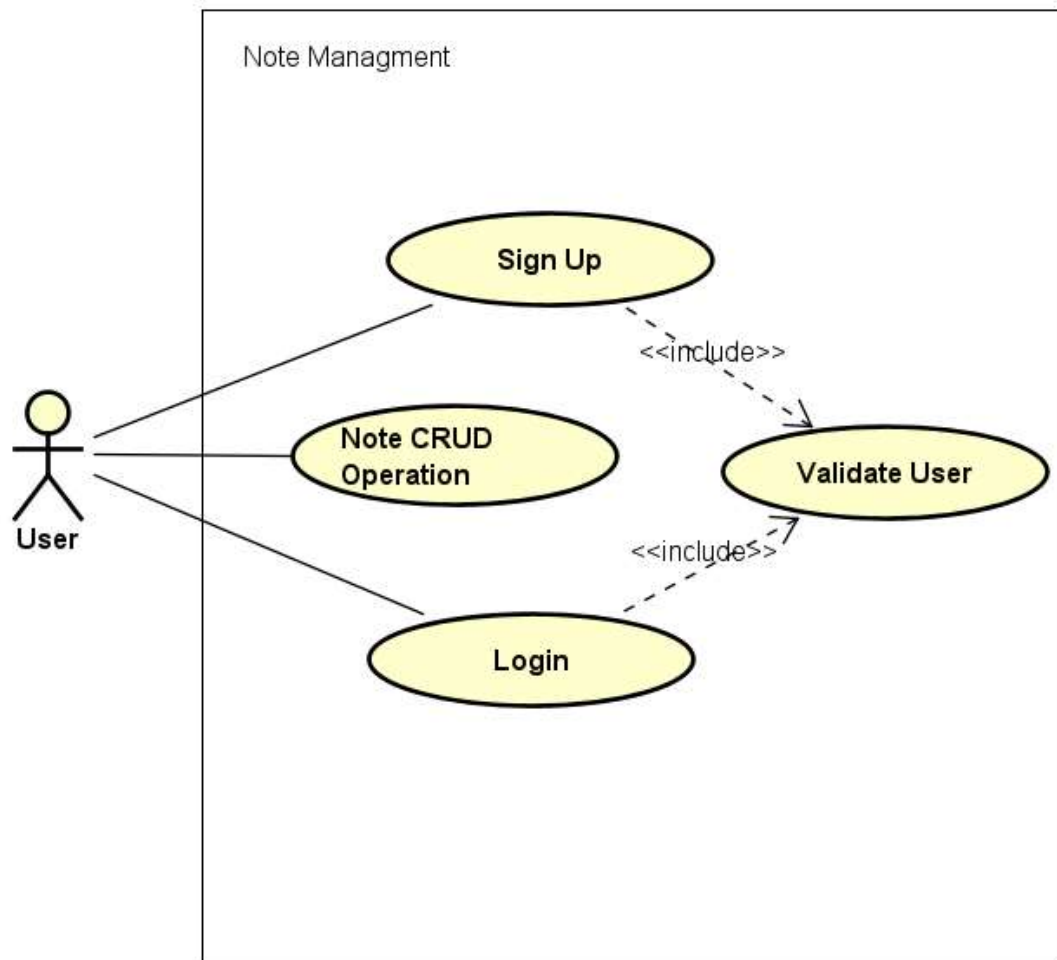 Note Managment
Sign Up
<<include>>
Note CRUD
Operation
Validate User
User
<<include>>
Login